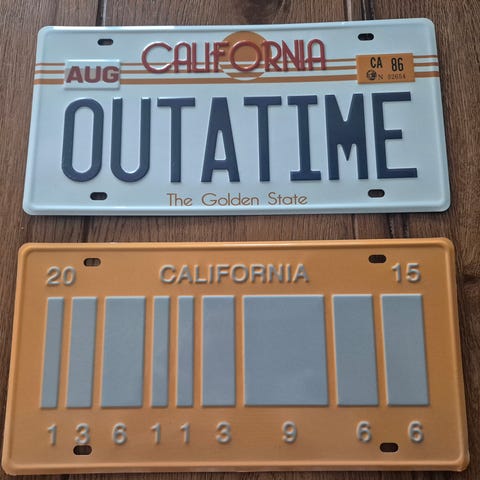 CALIFORNIA
AUG
CA 86
N 02654
OUTATIME
The Golden State
20 CALIFORNIA 15
1 3 6 1 1 3 9 6 6